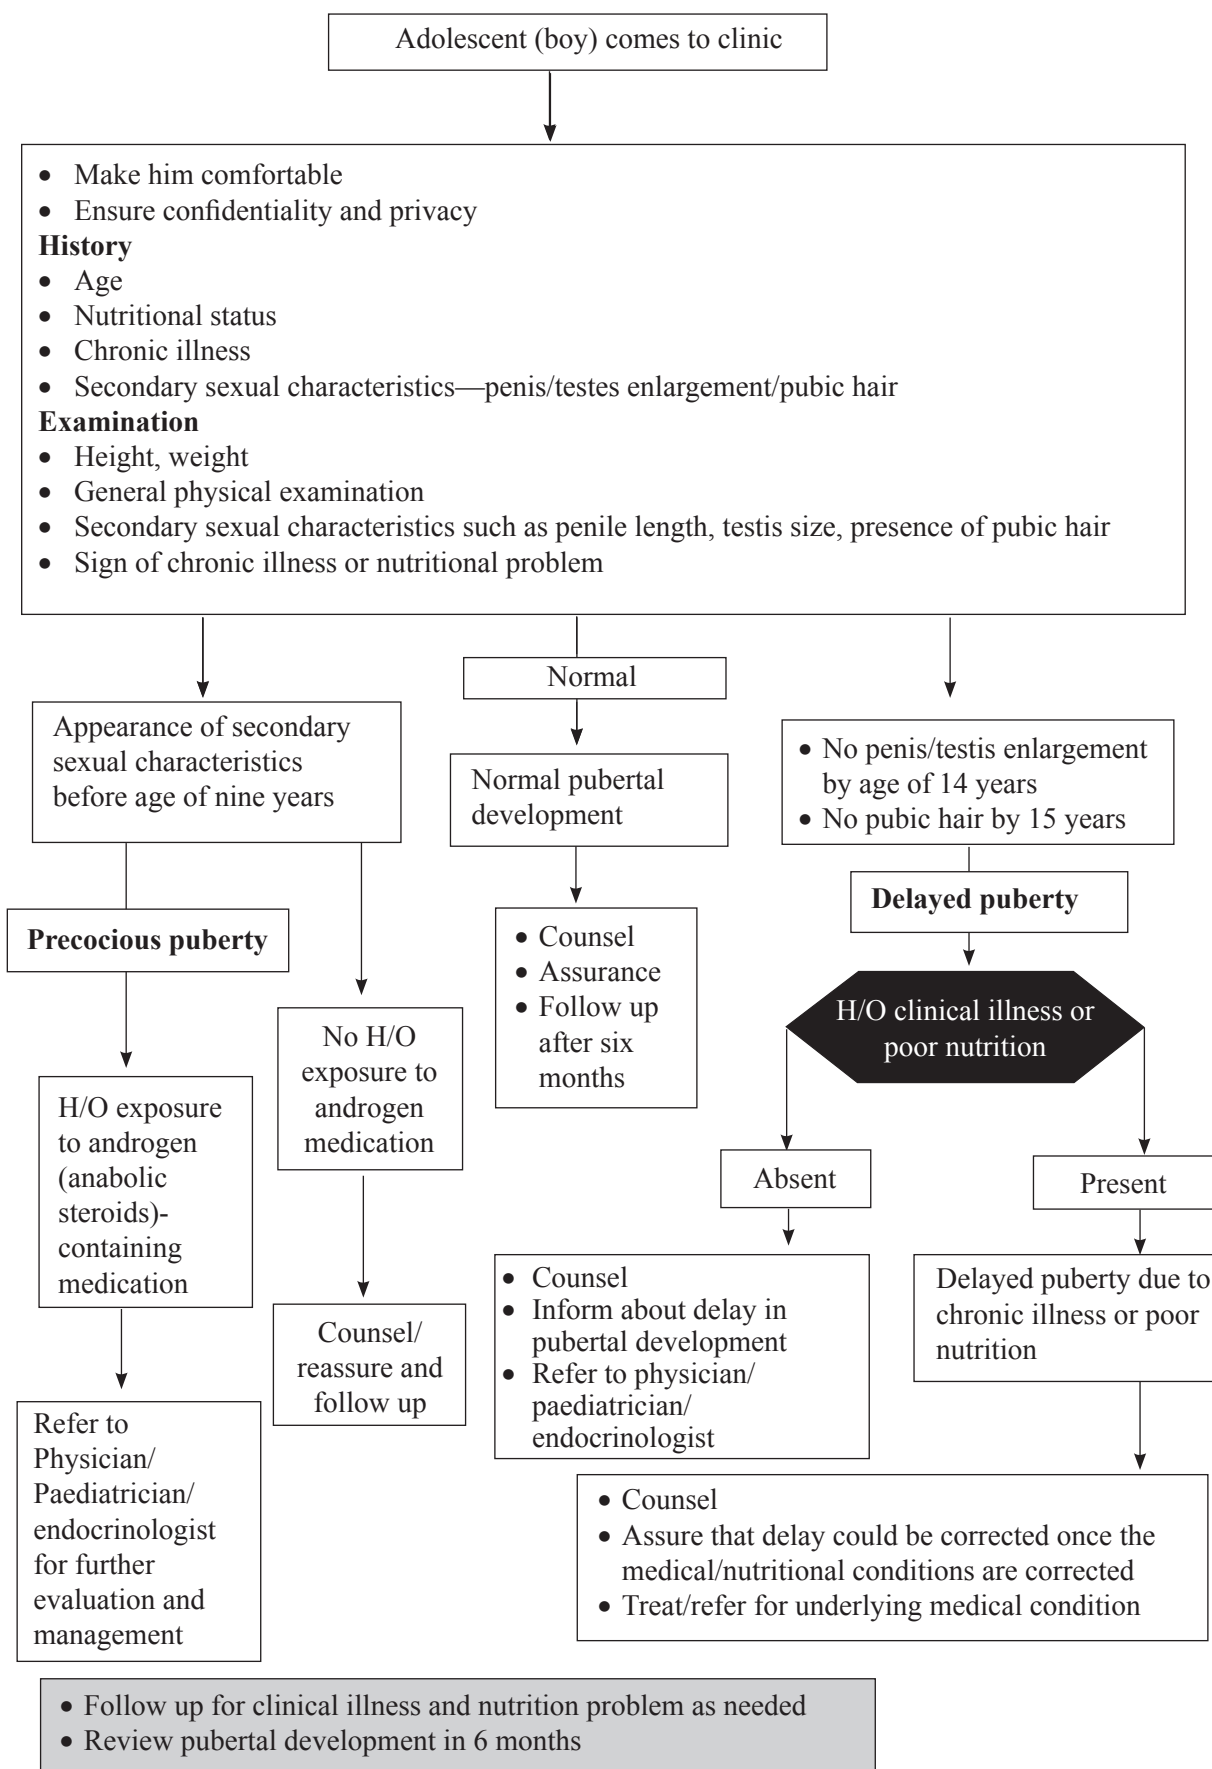 Adolescent (boy) comes to clinic
• Make him comfortable
• Ensure confidentiality and privacy
History
• Age
• Nutritional status
• Chronic illness
• Secondary sexual characteristics—penis/testes enlargement/pubic hair
Examination
• Height, weight
• General physical examination
• Secondary sexual characteristics such as penile length, testis size, presence of pubic hair
• Sign of chronic illness or nutritional problem
Appearance of secondary
sexual characteristics
before age of nine years
Precocious puberty
H/O exposure
to androgen
(anabolic
steroids)-
containing
medication
Refer to
Physician/
Paediatrician/
endocrinologist
for further
evaluation and
management
No H/O
exposure to
androgen
medication
Counsel/
reassure and
follow up
Normal
Normal pubertal
development
• Counsel
• Assurance
• Follow up
after six
months
• No penis/testis enlargement
by age of 14 years
• No pubic hair by 15 years
Delayed puberty
H/O clinical illness or
poor nutrition
Absent
• Counsel
• Inform about delay in
pubertal development
• Refer to physician/
paediatrician/
endocrinologist
Present
Delayed puberty due to
chronic illness or poor
nutrition
• Counsel
• Assure that delay could be corrected once the
medical/nutritional conditions are corrected
• Treat/refer for underlying medical condition
• Follow up for clinical illness and nutrition problem as needed
• Review pubertal development in 6 months